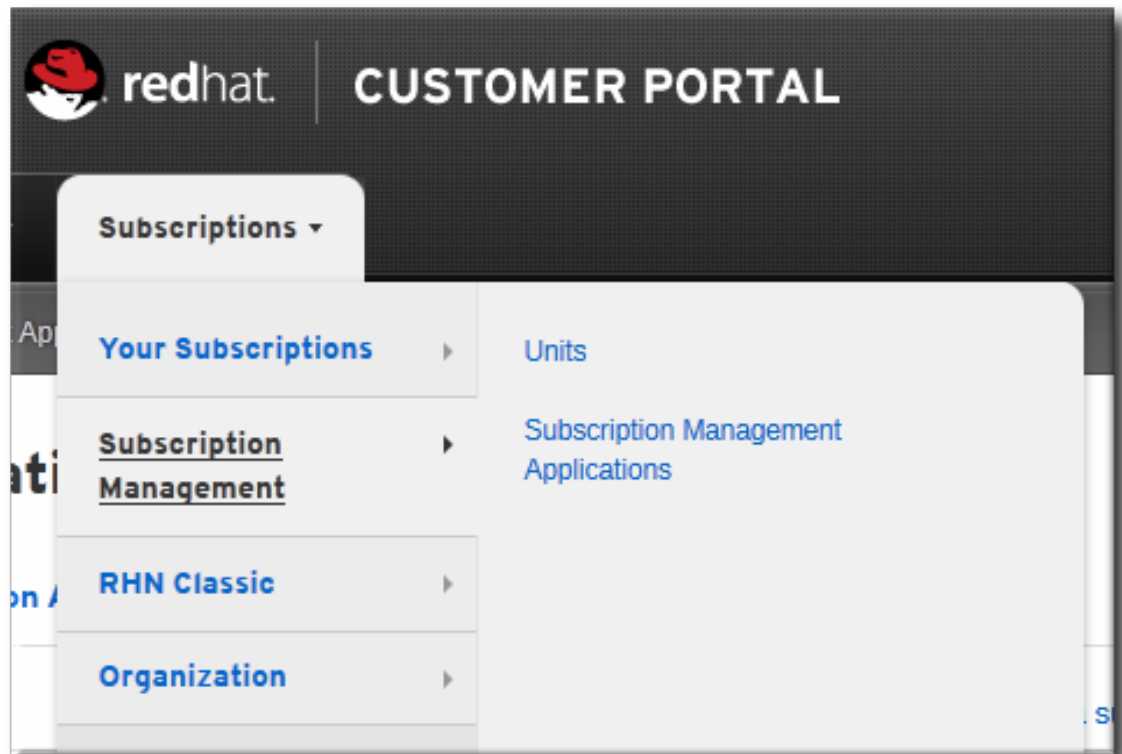 redhat. CUSTOMER PORTAL
Subscriptions
Your Subscriptions
Units
Subscription
Management
Subscription Management
Applications
RHN Classic
Organization